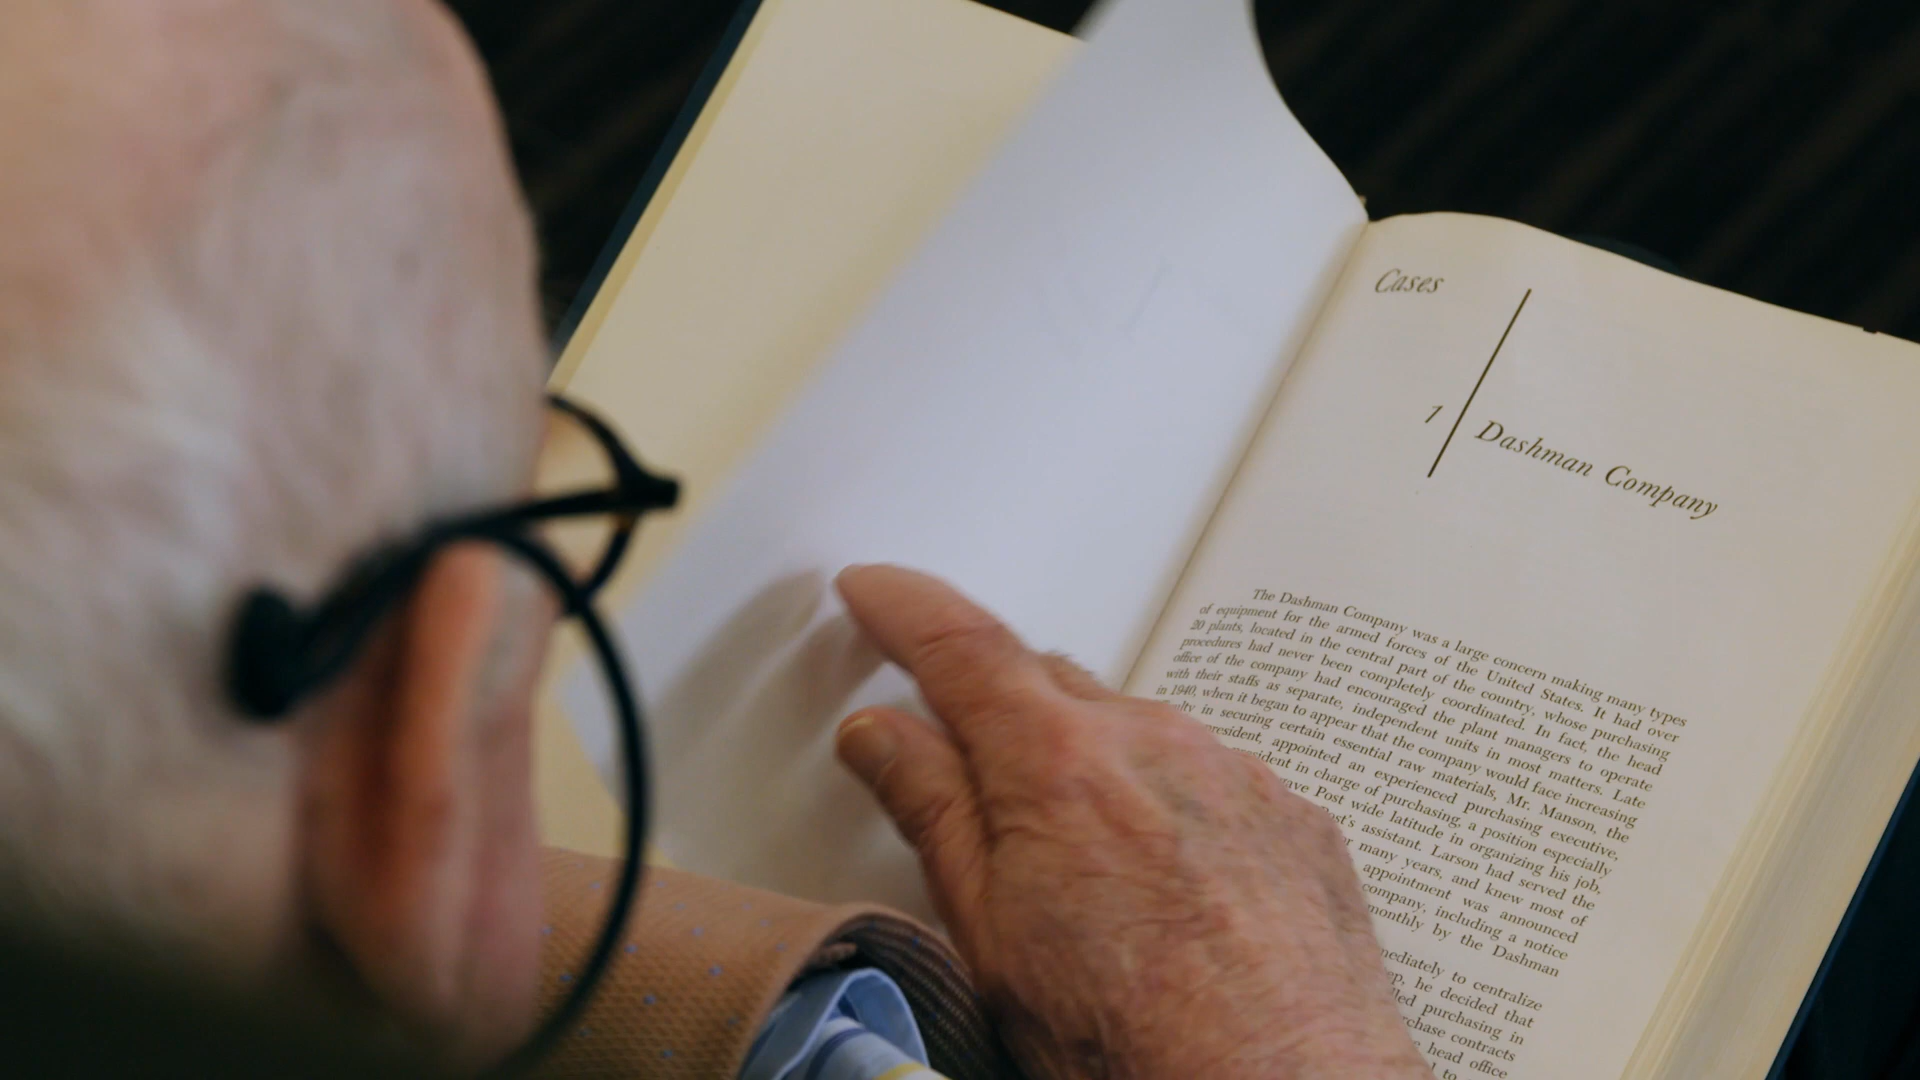 Cases
1
Dashman Company
The Dashman Company was a large concern making many types
of equipment for the armed forces of the United States. It had over
20 plants, located in the central part of the country, whose purchasing
procedures had never been completely coordinated. In fact, the head
office of the company had encouraged the plant managers to operate
with their staffs as separate, independent units in most matters. Late
in 1940, when it began to appear that the company would face increasing
in securing certain essential raw materials, Mr. Manson, the
president, appointed an experienced purchasing executive,
in charge of purchasing, a position especially
Post wide latitude in organizing his job,
assistant. Larson had served the
many years, and knew most of
appointment was announced
company, including a notice
monthly by the Dashman
to centralize
he decided that
purchasing in
contracts
head office
to